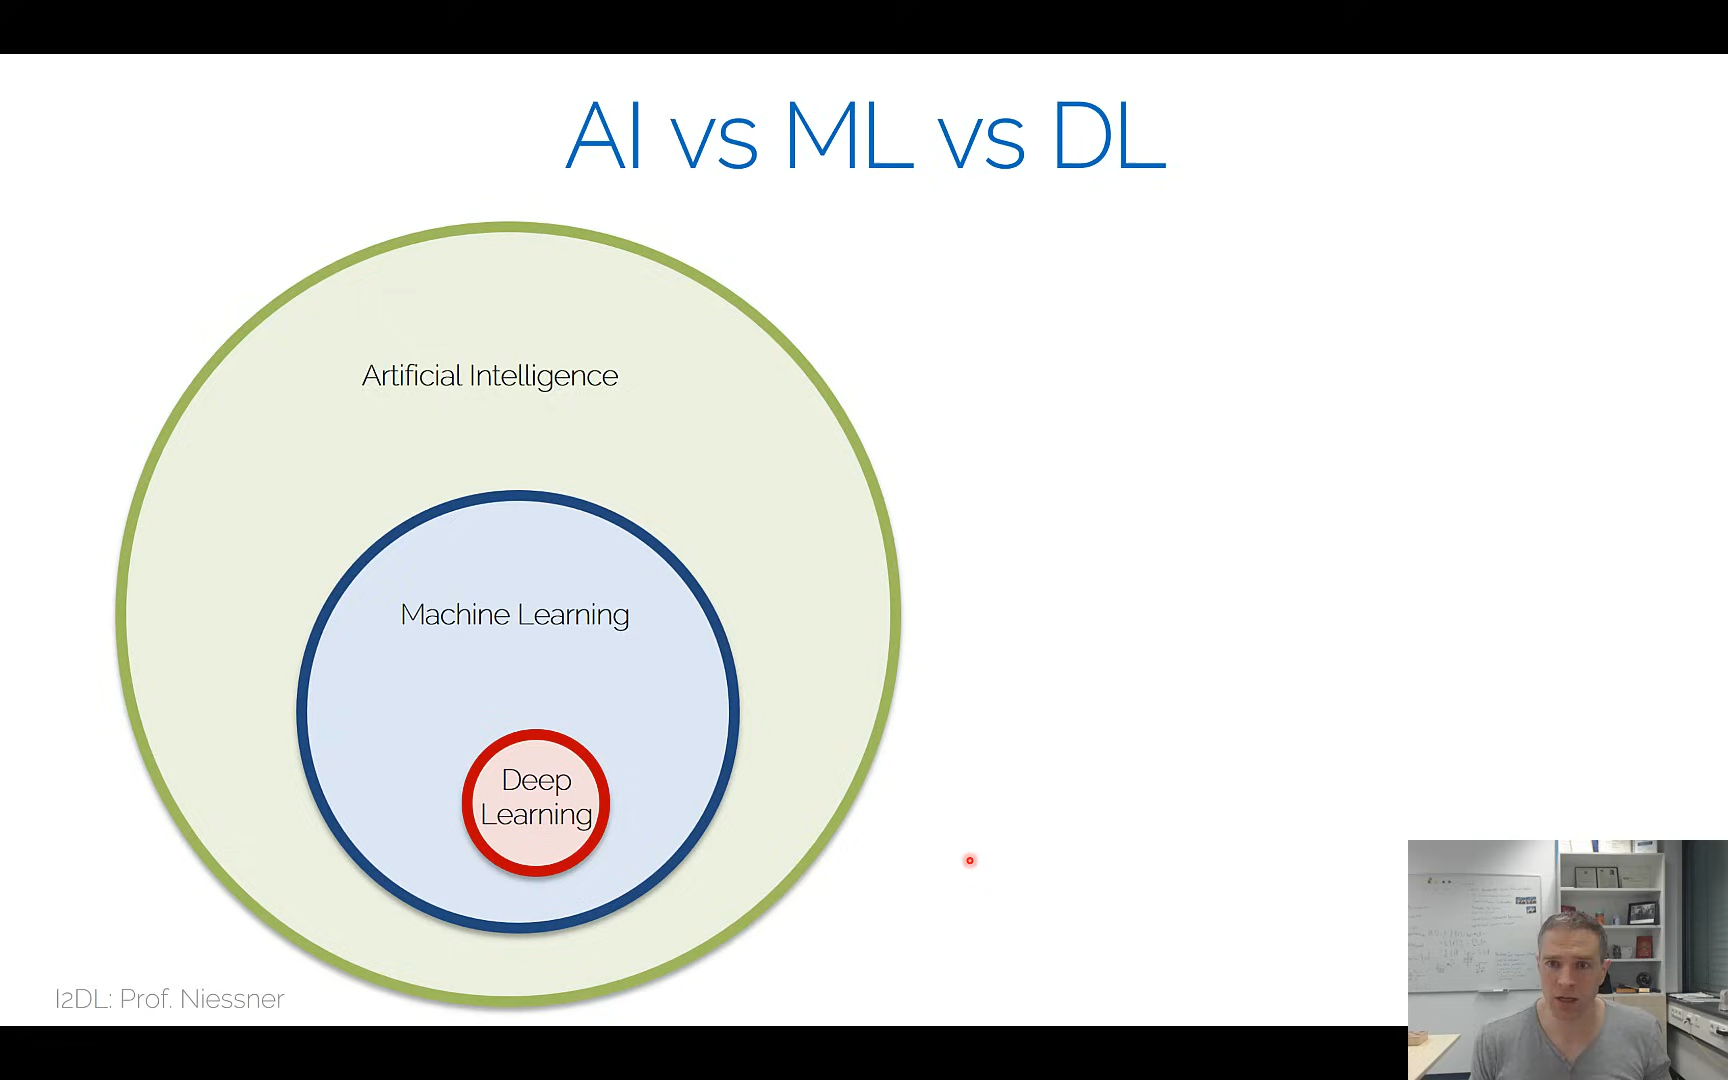 AI vs ML vs DL
Artificial Intelligence
Machine Learning
Deep
Learning
I2DL: Prof. Niessner